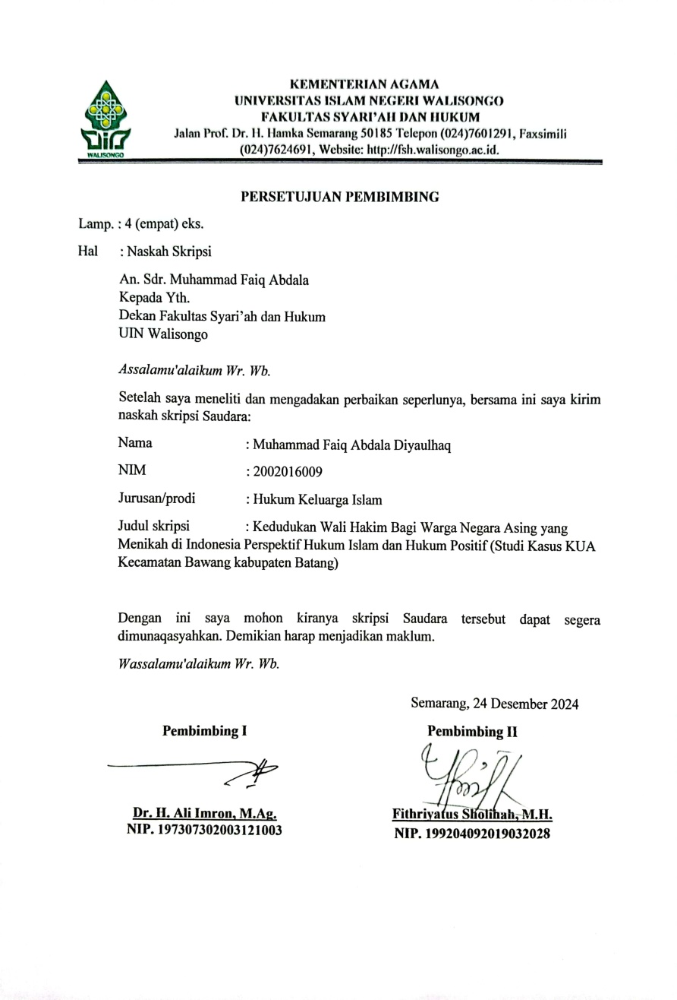 KEMENTERIAN AGAMA
UNIVERSITAS ISLAM NEGERI WALISONGO
FAKULTAS SYARI'AH DAN HUKUM
Jalan Prof. Dr. H. Hamka Semarang 50185 Telepon (024)7601291, Faxsimili
(024)7624691, Website: http://fsh.walisongo.ac.id.
WALISONGO
PERSETUJUAN PEMBIMBING
Lamp. : 4 (empat) eks.
Hal : Naskah Skripsi
An. Sdr. Muhammad Faiq Abdala
Kepada Yth.
Dekan Fakultas Syari'ah dan Hukum
UIN Walisongo
Assalamu'alaikum Wr. Wb.
Setelah saya meneliti dan mengadakan perbaikan seperlunya, bersama ini saya kirim
naskah skripsi Saudara:
Nama : Muhammad Faiq Abdala Diyaulhaq
NIM : 2002016009
Jurusan/prodi : Hukum Keluarga Islam
Judul skripsi : Kedudukan Wali Hakim Bagi Warga Negara Asing yang
Menikah di Indonesia Perspektif Hukum Islam dan Hukum Positif (Studi Kasus KUA
Kecamatan Bawang kabupaten Batang)
Dengan ini saya mohon kiranya skripsi Saudara tersebut dapat segera
dimunaqasyahkan. Demikian harap menjadikan maklum.
Wassalamu'alaikum Wr. Wb.
Semarang, 24 Desember 2024
Pembimbing I
Pembimbing II
Dr. H. Ali Imron, M.Ag.
NIP. 197307302003121003
Fithriyatus Sholihah, M.H.
NIP. 199204092019032028